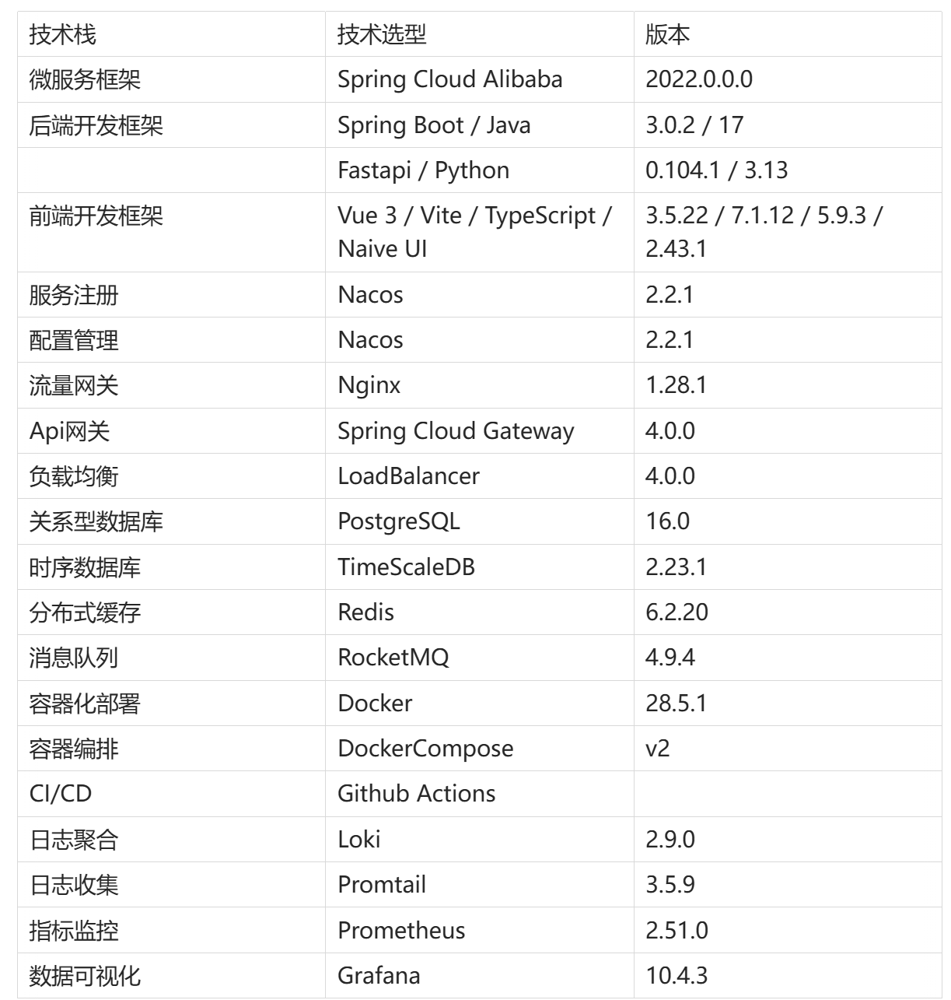 技术栈 技术选型 版本
微服务框架 Spring Cloud Alibaba 2022.0.0.0
后端开发框架 Spring Boot / Java 3.0.2 / 17
Fastapi / Python 0.104.1 / 3.13
前端开发框架 Vue 3 / Vite / TypeScript / 3.5.22 / 7.1.12 / 5.9.3 /
Naive UI 2.43.1
服务注册 Nacos 2.2.1
配置管理 Nacos 2.2.1
流量网关 Nginx 1.28.1
Api网关 Spring Cloud Gateway 4.0.0
负载均衡 LoadBalancer 4.0.0
关系型数据库 PostgreSQL 16.0
时序数据库 TimeScaleDB 2.23.1
分布式缓存 Redis 6.2.20
消息队列 RocketMQ 4.9.4
容器化部署 Docker 28.5.1
容器编排 DockerCompose v2
CI/CD Github Actions
日志聚合 Loki 2.9.0
日志收集 Promtail 3.5.9
指标监控 Prometheus 2.51.0
数据可视化 Grafana 10.4.3